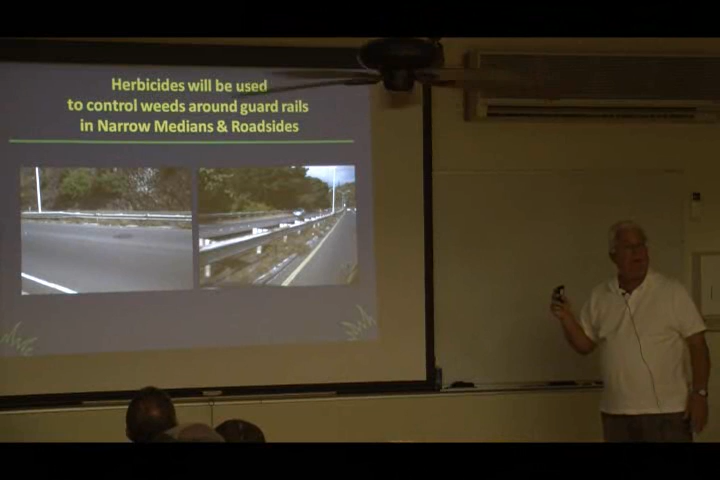 Herbicides will be used
to control weeds around guard rails
in Narrow Medians & Roadsides